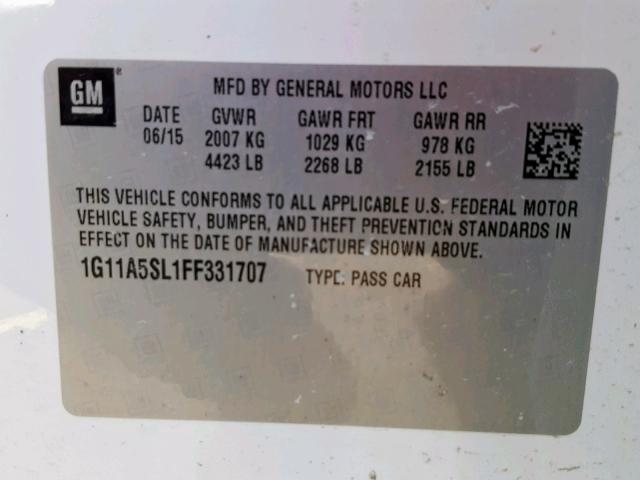 GM® MFD BY GENERAL MOTORS LLC
DATE GVWR GAWR FRT GAWR RR
06/15 2007 KG 1029 KG 978 KG
4423 LB 2268 LB 2155 LB
THIS VEHICLE CONFORMS TO ALL APPLICABLE U.S. FEDERAL MOTOR
VEHICLE SAFETY, BUMPER, AND THEFT PREVENTION STANDARDS IN
EFFECT ON THE DATE OF MANUFACTURE SHOWN ABOVE.
1G11A5SL1FF331707 TYPE: PASS CAR